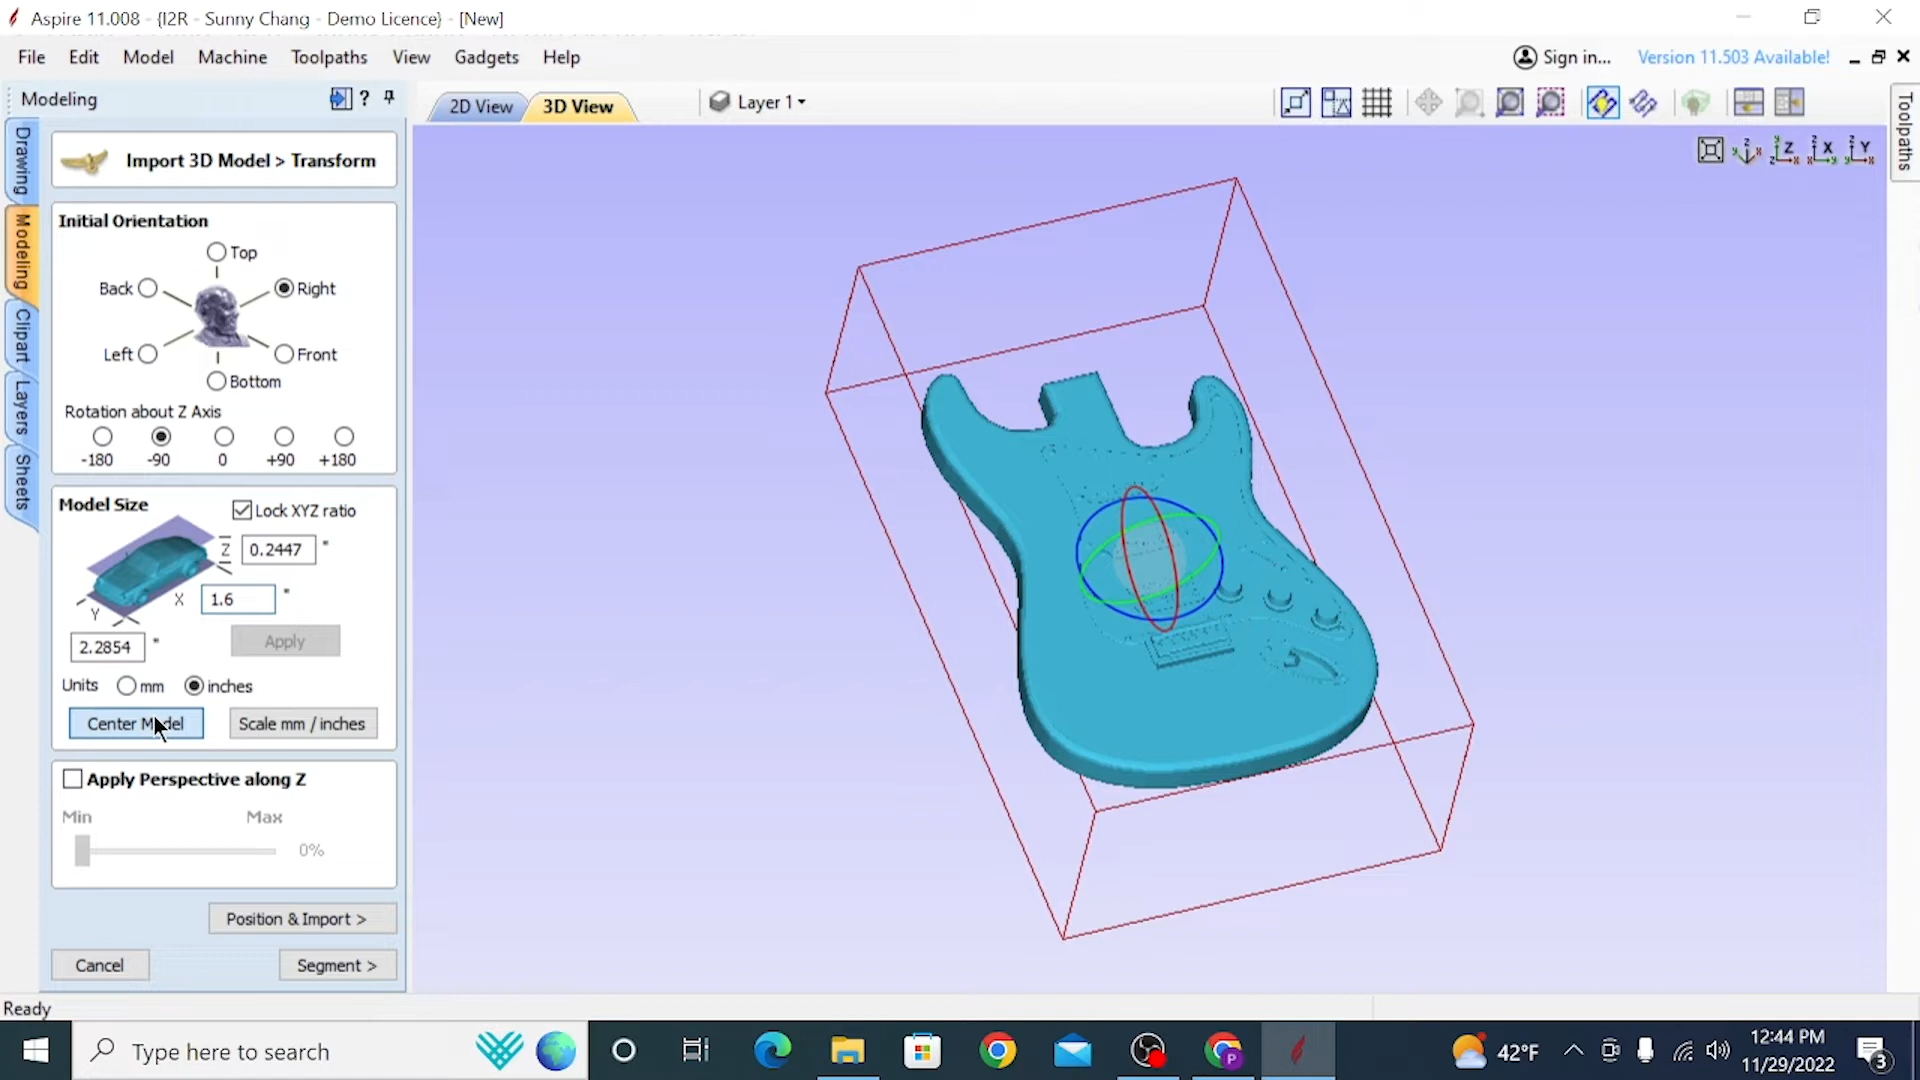 Aspire 11.008 - {I2R - Sunny Chang - Demo Licence} - [New]
File Edit Model Machine Toolpaths View Gadgets Help Sign in... Version 11.503 Available!
Modeling ? 2D View 3D View Layer 1
Toolpaths
Drawing
Modeling
Clipart
Layers
Sheets
Import 3D Model > Transform
Initial Orientation
Top
Back Right
Left Front
Bottom
Rotation about Z Axis
-180 -90 0 +90 +180
Model Size Lock XYZ ratio
Z 0.2447 "
X 1.6 "
Y
2.2854 " Apply
Units mm inches
Center Model Scale mm / inches
Apply Perspective along Z
Min Max
0%
Position & Import >
Cancel Segment >
Ready
Type here to search
42°F
12:44 PM
11/29/2022
3